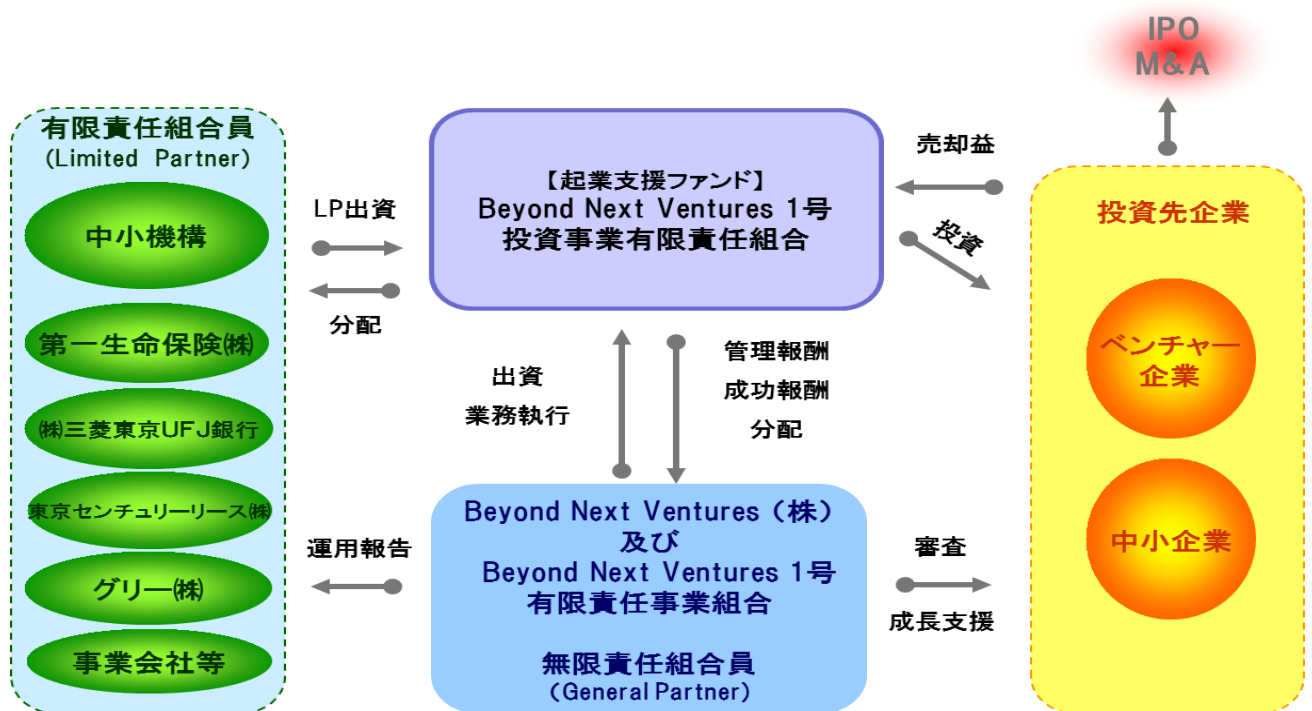 IPO
M&A
有限責任組合員
(Limited Partner)
中小機構
第一生命保険㈱
㈱三菱東京UFJ銀行
東京センチュリーリース㈱
グリー㈱
事業会社等
LP出資
分配
運用報告
【起業支援ファンド】
Beyond Next Ventures 1号
投資事業有限責任組合
出資
業務執行
管理報酬
成功報酬
分配
Beyond Next Ventures（株）
及び
Beyond Next Ventures 1号
有限責任事業組合
無限責任組合員
(General Partner)
売却益
投資
審査
成長支援
投資先企業
ベンチャー
企業
中小企業